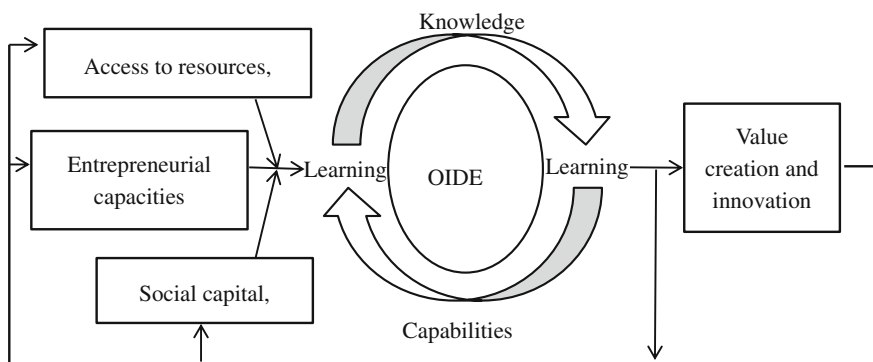 Knowledge
Access to resources,
Entrepreneurial
capacities
Learning
OIDE
Learning
Value
creation and
innovation
Social capital,
Capabilities